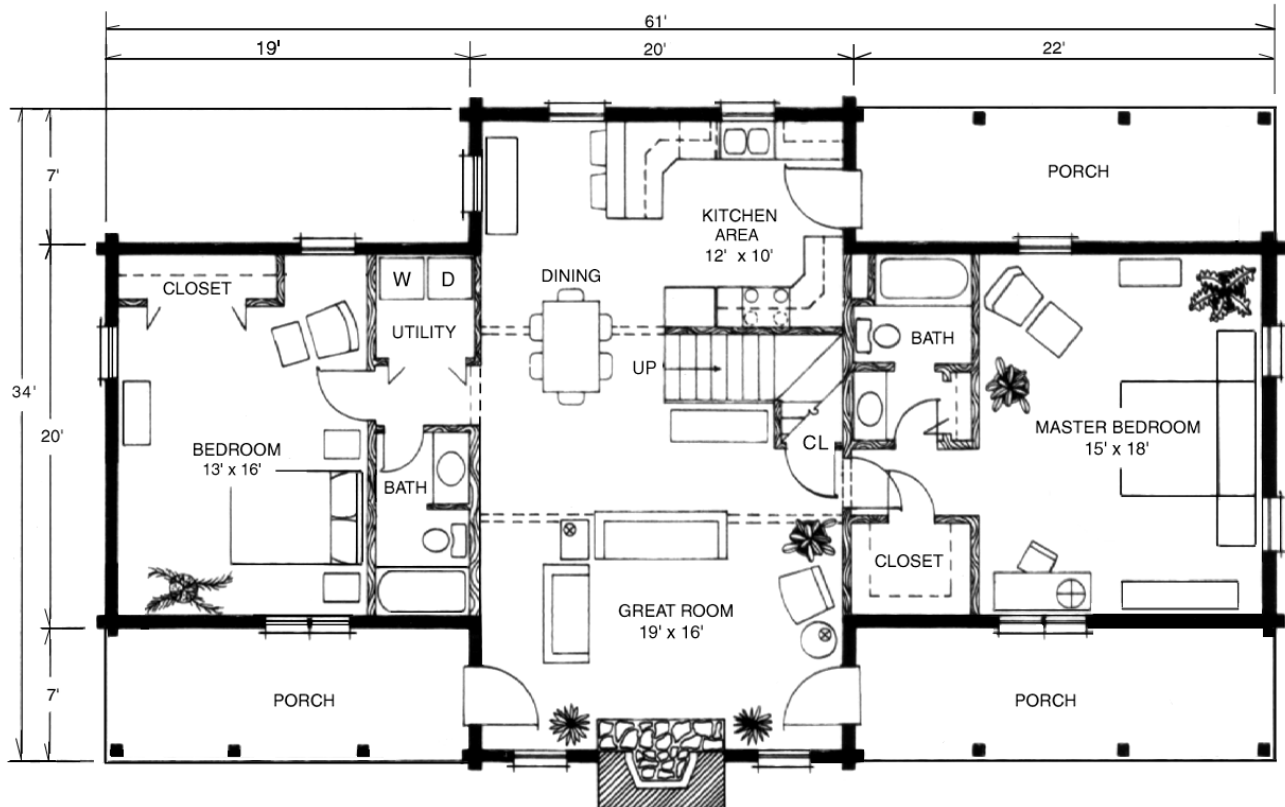 61'
19'
20'
22'
7'
PORCH
KITCHEN
AREA
12' x 10'
CLOSET
W
D
DINING
UTILITY
BATH
UP
34'
20'
BEDROOM
13' x 16'
MASTER BEDROOM
15' x 18'
CL
BATH
CLOSET
GREAT ROOM
19' x 16'
7'
PORCH
PORCH